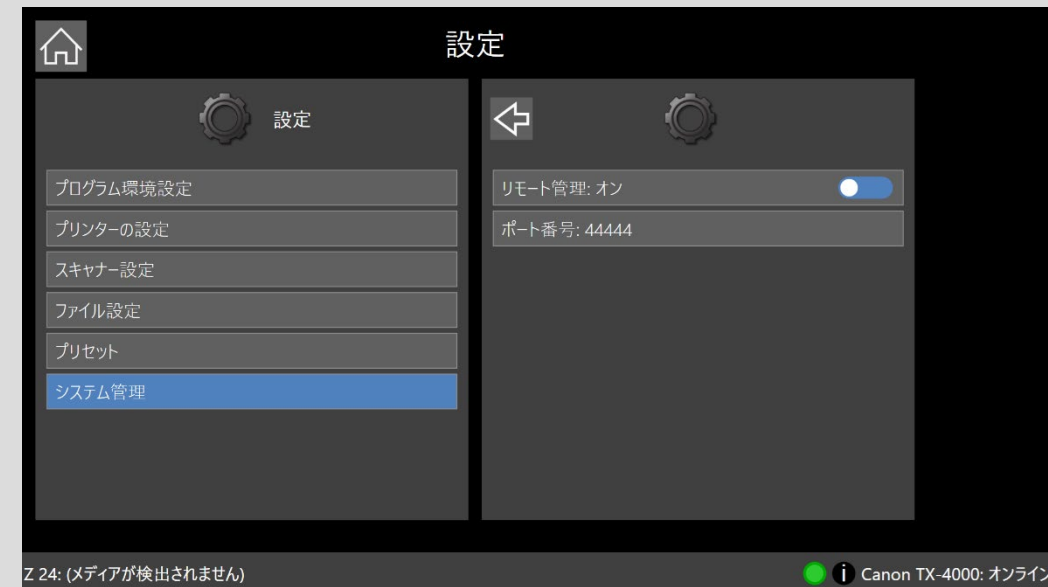 設定
設定
プログラム環境設定
プリンターの設定
スキャナー設定
ファイル設定
プリセット
システム管理
リモート管理: オン
ポート番号: 44444
Z 24: (メディアが検出されません)
i Canon TX-4000: オンライン